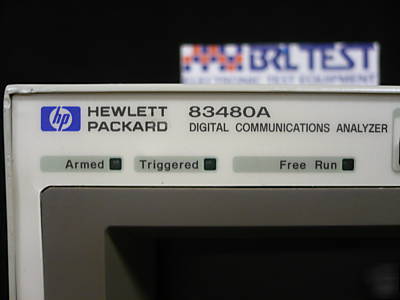 BRL TEST
ELECTRONIC TEST EQUIPMENT
hp HEWLETT PACKARD 83480A
DIGITAL COMMUNICATIONS ANALYZER
Armed Triggered Free Run